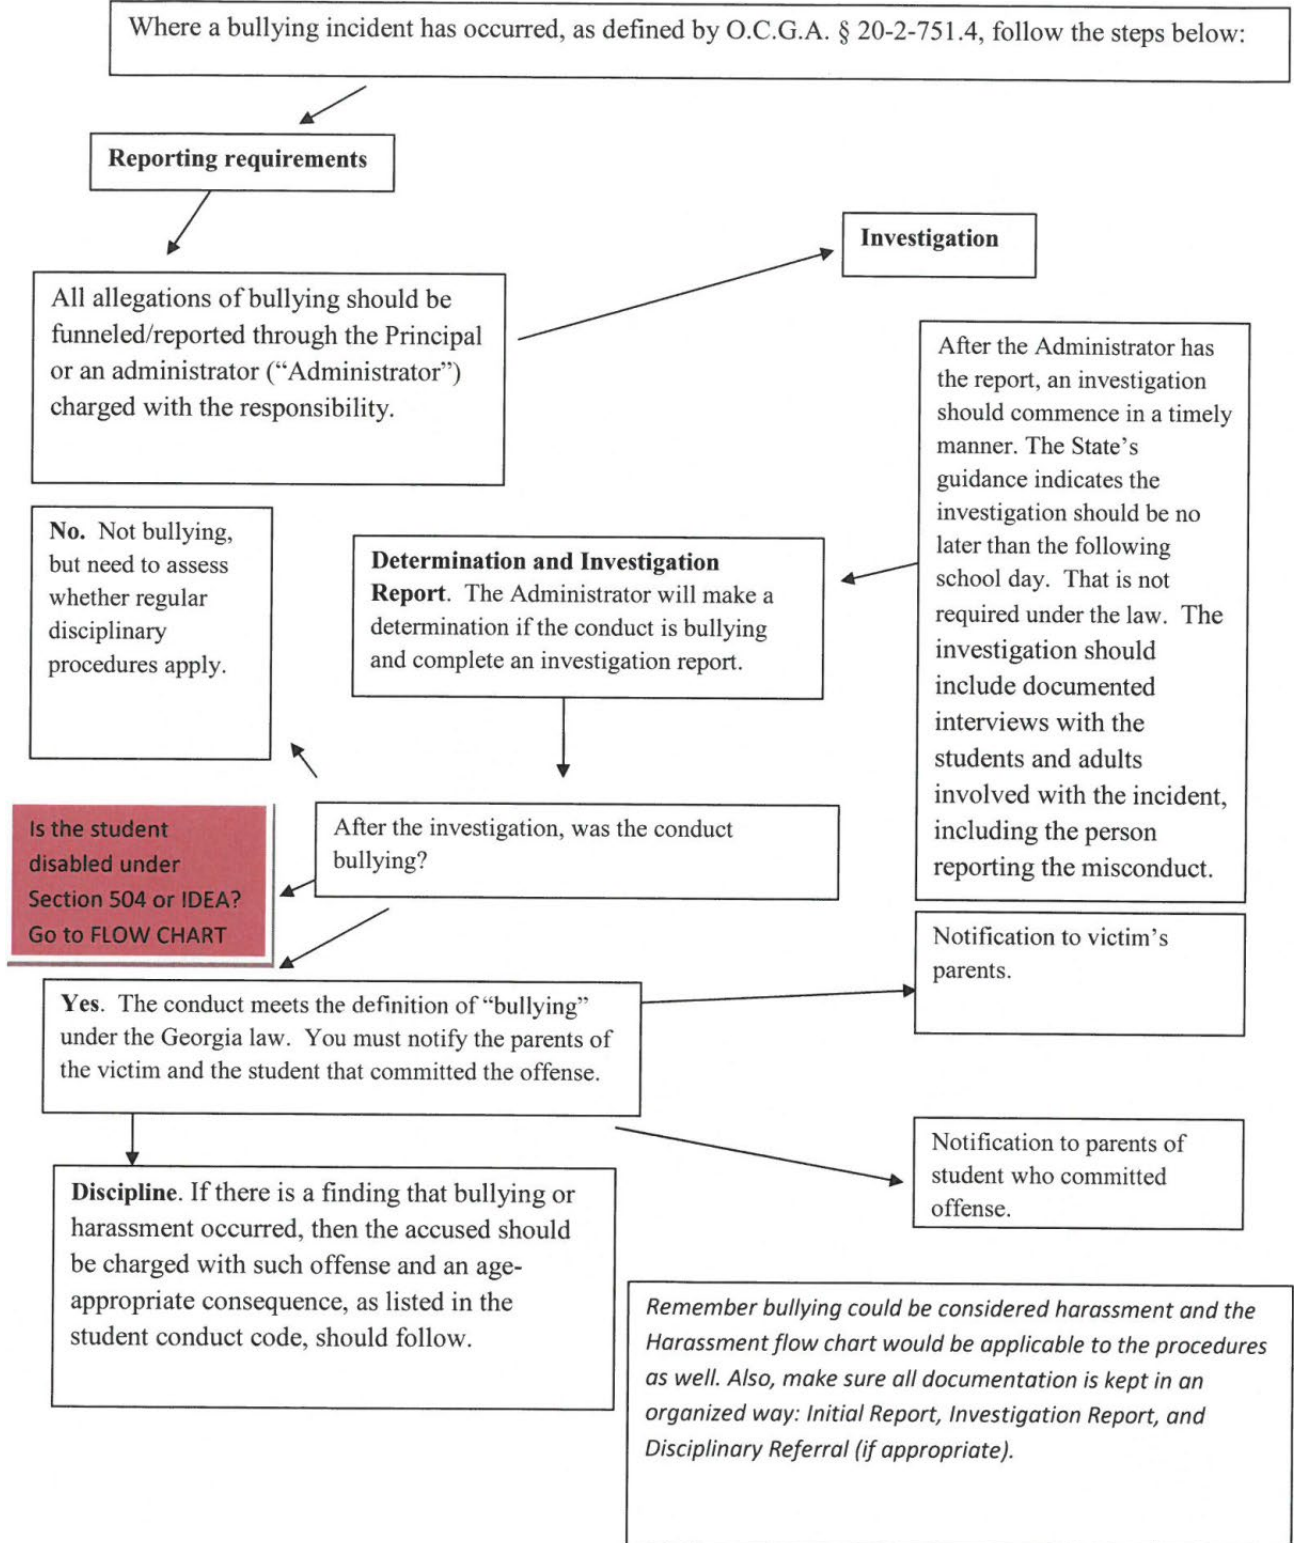 Where a bullying incident has occurred, as defined by O.C.G.A. § 20-2-751.4, follow the steps below:
Reporting requirements
Investigation
All allegations of bullying should be
funneled/reported through the Principal
or an administrator (“Administrator”)
charged with the responsibility.
After the Administrator has
the report, an investigation
should commence in a timely
manner. The State’s
guidance indicates the
investigation should be no
later than the following
school day.  That is not
required under the law.  The
investigation should
include documented
interviews with the
students and adults
involved with the incident,
including the person
reporting the misconduct.
Determination and Investigation
Report.  The Administrator will make a
determination if the conduct is bullying
and complete an investigation report.
No.  Not bullying,
but need to assess
whether regular
disciplinary
procedures apply.
After the investigation, was the conduct
bullying?
Is the student
disabled under
Section 504 or IDEA?
Go to FLOW CHART
Yes.  The conduct meets the definition of “bullying”
under the Georgia law.  You must notify the parents of
the victim and the student that committed the offense.
Notification to victim’s
parents.
Notification to parents of
student who committed
offense.
Discipline. If there is a finding that bullying or
harassment occurred, then the accused should
be charged with such offense and an age-
appropriate consequence, as listed in the
student conduct code, should follow.
Remember bullying could be considered harassment and the
Harassment flow chart would be applicable to the procedures
as well. Also, make sure all documentation is kept in an
organized way: Initial Report, Investigation Report, and
Disciplinary Referral (if appropriate).